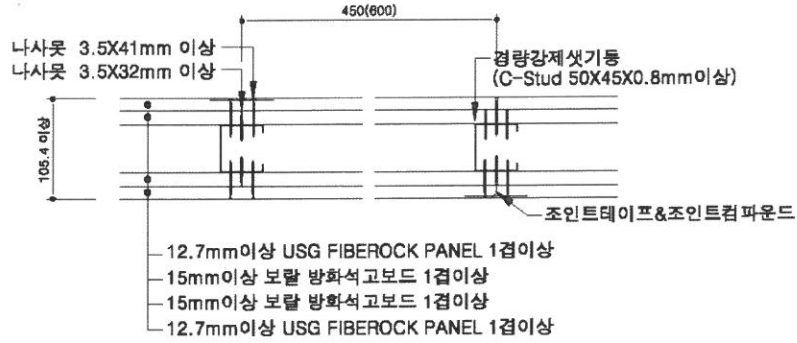 450(600)
나사못 3.5X41mm 이상
나사못 3.5X32mm 이상
경량강제샛기둥
(C-Stud 50X45X0.8mm이상)
105.4 이상
조인트테이프&조인트컴파운드
12.7mm이상 USG FIBEROCK PANEL 1겹이상
15mm이상 보랄 방화석고보드 1겹이상
15mm이상 보랄 방화석고보드 1겹이상
12.7mm이상 USG FIBEROCK PANEL 1겹이상